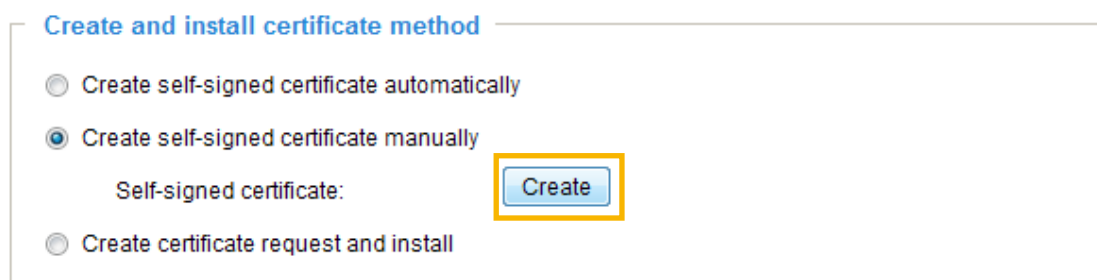 Create and install certificate method
Create self-signed certificate automatically
Create self-signed certificate manually
Self-signed certificate: Create
Create certificate request and install